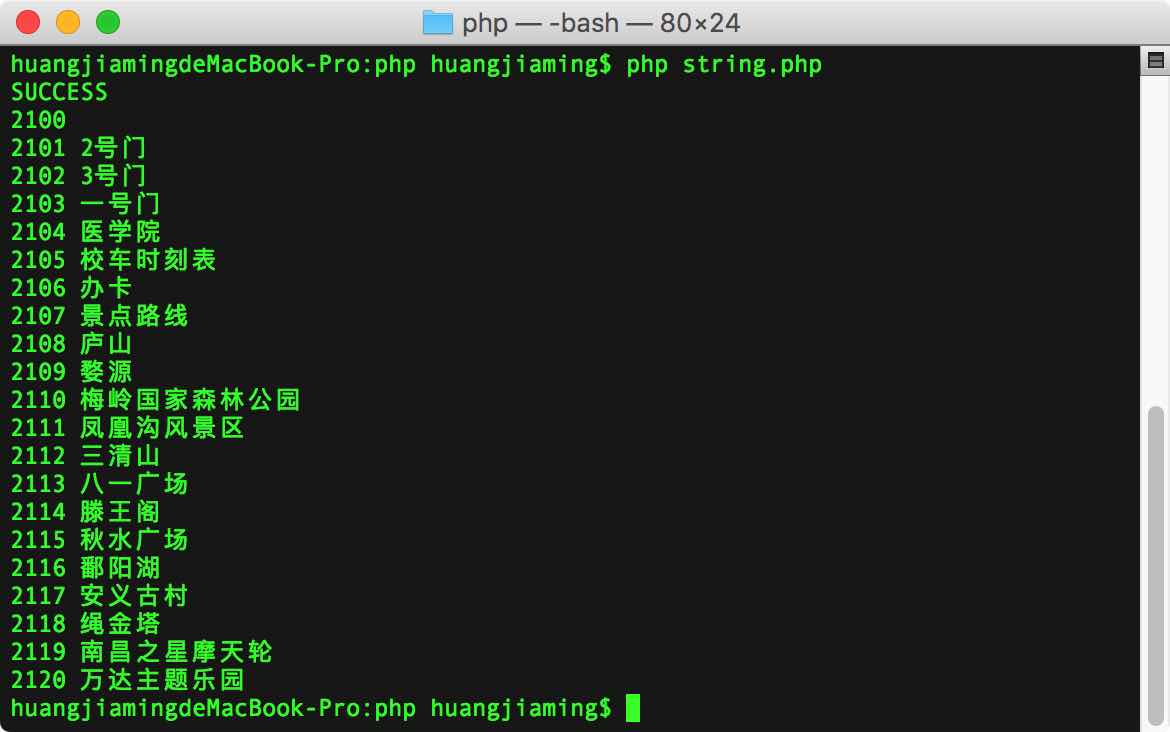 php — -bash — 80×24
huangjiamingdeMacBook-Pro:php huangjiaming$ php string.php
SUCCESS
2100
2101 2号门
2102 3号门
2103 一号门
2104 医学院
2105 校车时刻表
2106 办卡
2107 景点路线
2108 庐山
2109 婺源
2110 梅岭国家森林公园
2111 凤凰沟风景区
2112 三清山
2113 八一广场
2114 滕王阁
2115 秋水广场
2116 鄱阳湖
2117 安义古村
2118 绳金塔
2119 南昌之星摩天轮
2120 万达主题乐园
huangjiamingdeMacBook-Pro:php huangjiaming$